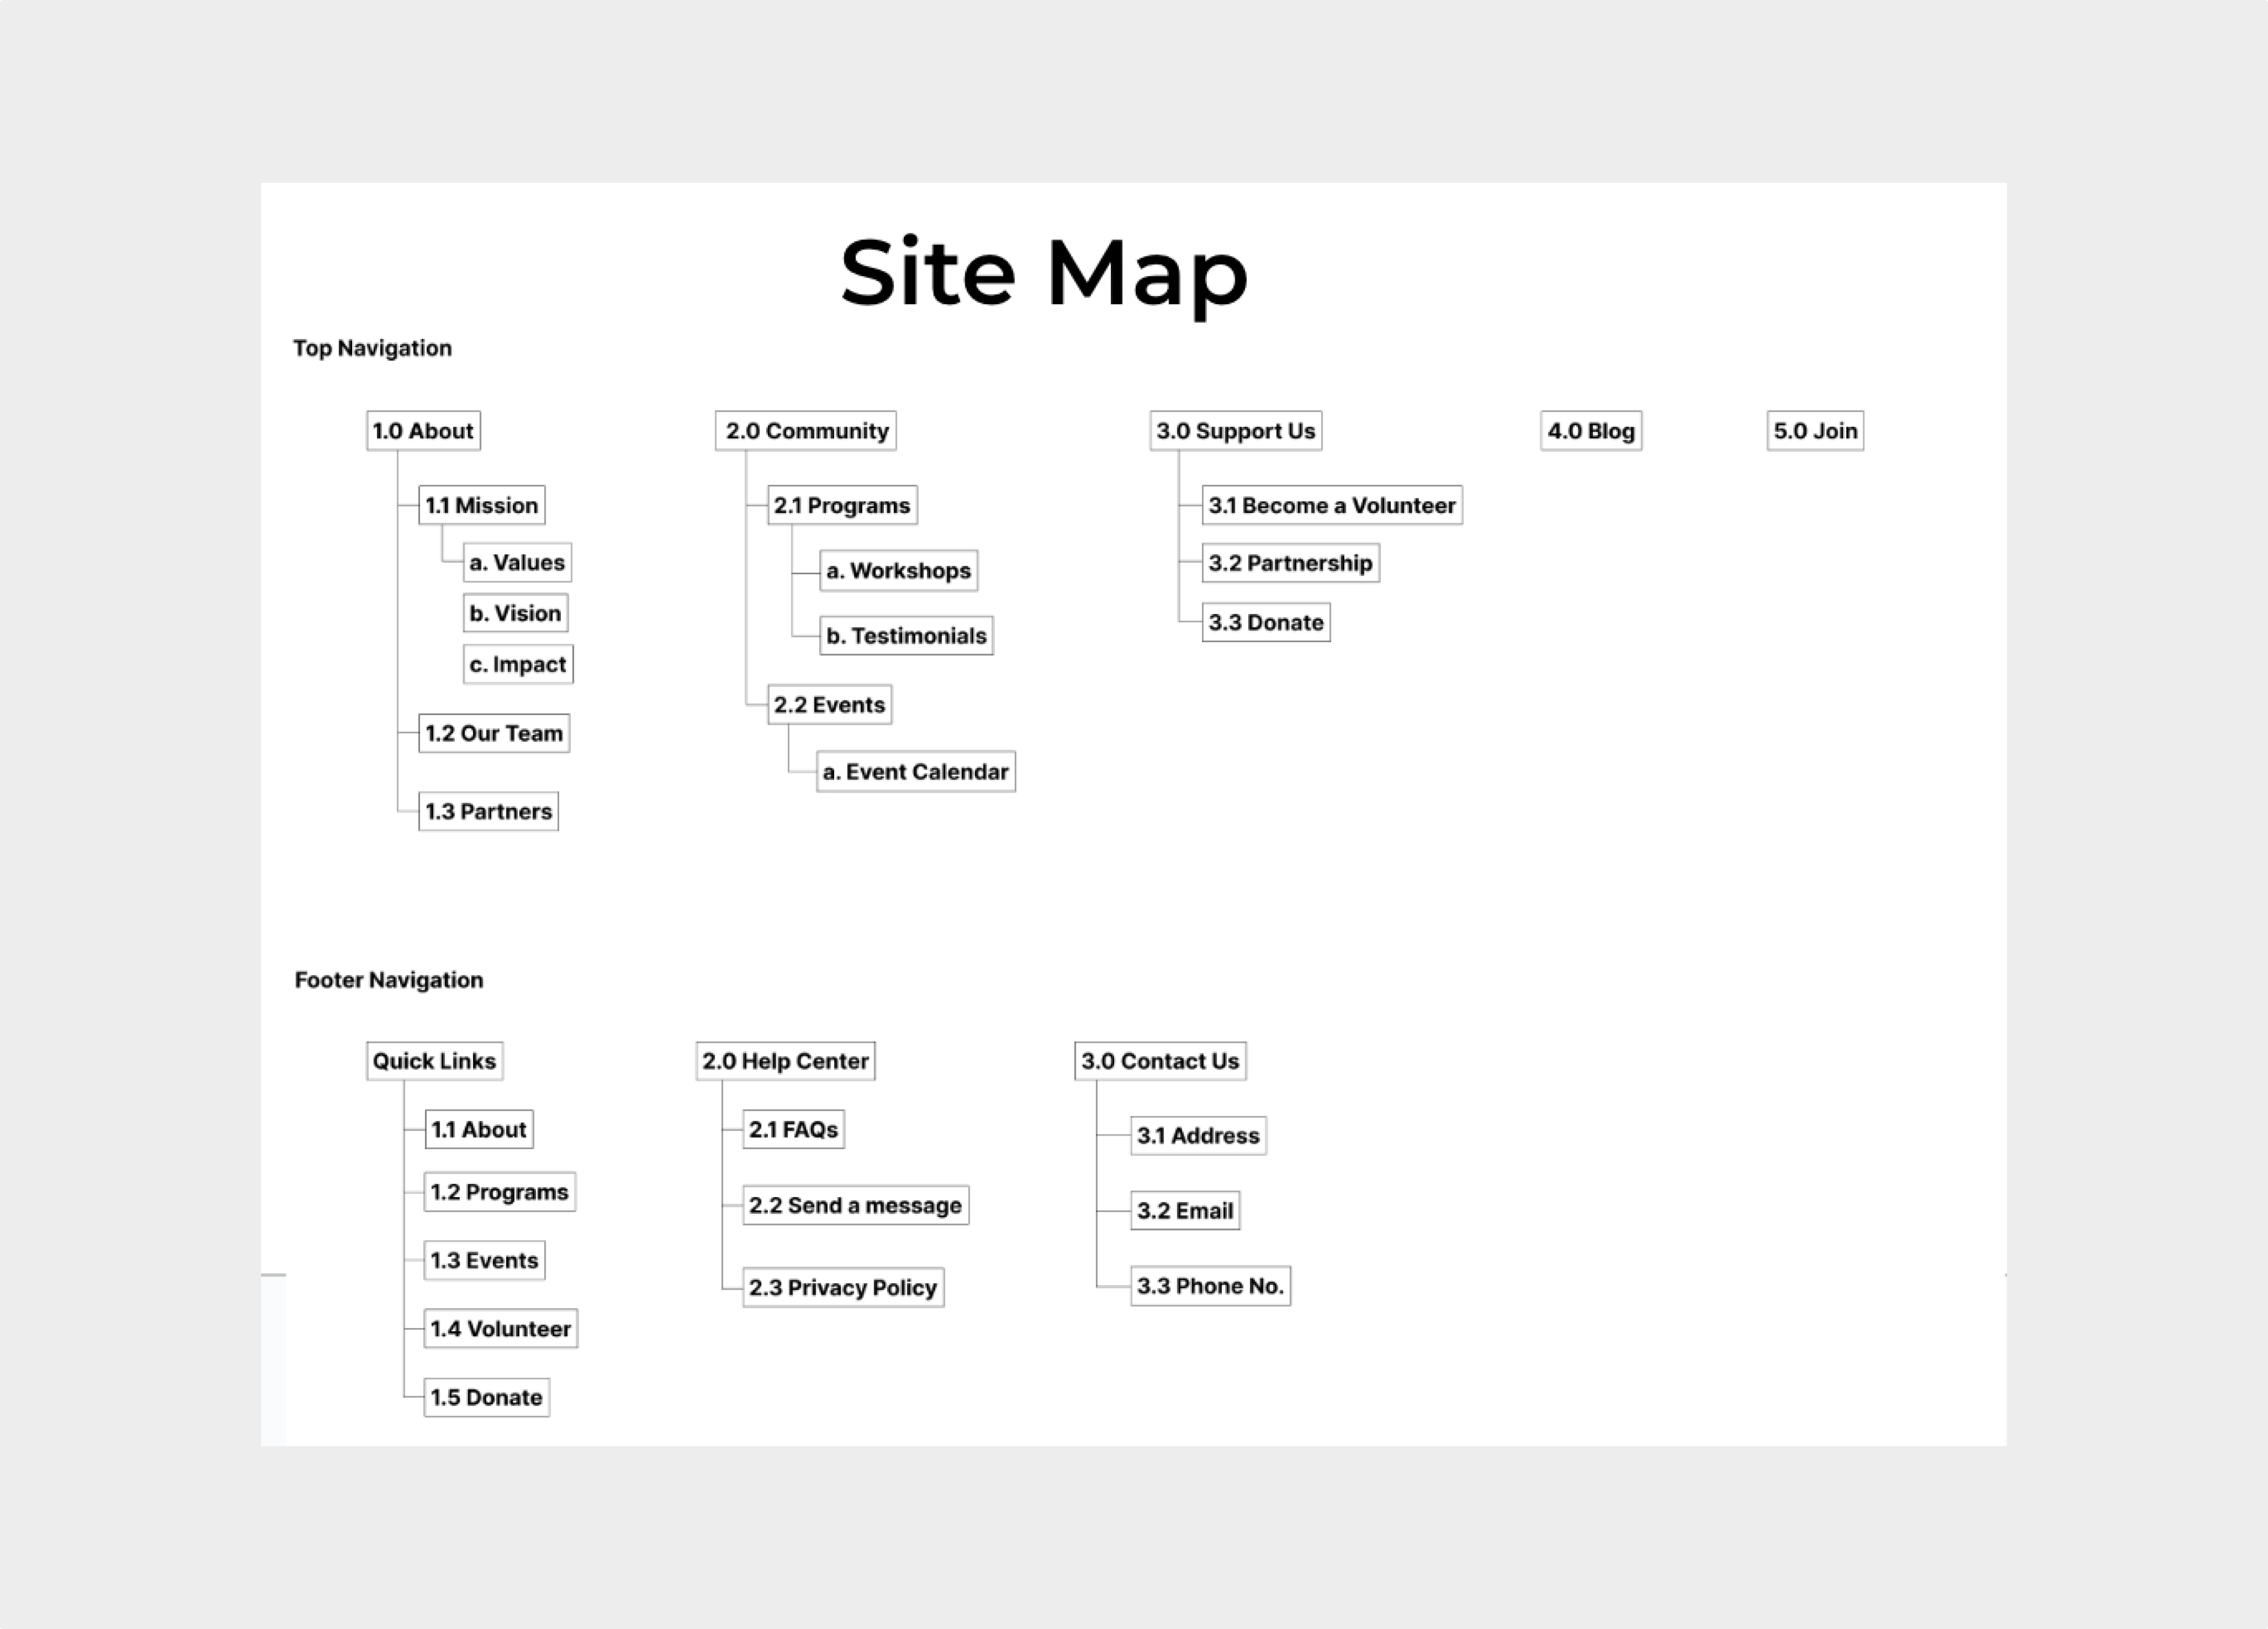 Site Map
Top Navigation
1.0 About
1.1 Mission
a. Values
b. Vision
c. Impact
1.2 Our Team
1.3 Partners
2.0 Community
2.1 Programs
a. Workshops
b. Testimonials
2.2 Events
a. Event Calendar
3.0 Support Us
3.1 Become a Volunteer
3.2 Partnership
3.3 Donate
4.0 Blog
5.0 Join
Footer Navigation
Quick Links
1.1 About
1.2 Programs
1.3 Events
1.4 Volunteer
1.5 Donate
2.0 Help Center
2.1 FAQs
2.2 Send a message
2.3 Privacy Policy
3.0 Contact Us
3.1 Address
3.2 Email
3.3 Phone No.